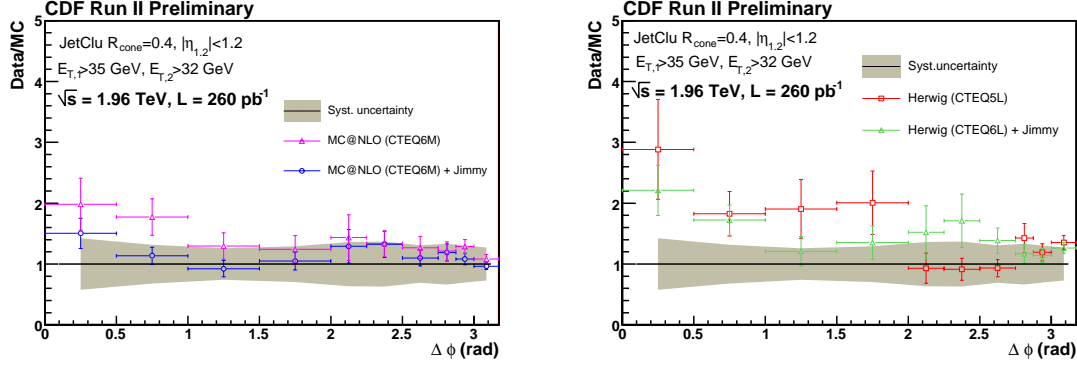 CDF Run II Preliminary
Data/MC
5
4
3
2
1
0
JetClu R_cone=0.4, |η_1.2|<1.2
E_T,1>35 GeV, E_T,2>32 GeV
√s = 1.96 TeV, L = 260 pb^-1
Syst. uncertainty
MC@NLO (CTEQ6M)
MC@NLO (CTEQ6M) + Jimmy
0 0.5 1 1.5 2 2.5 3
Δ ϕ (rad)
CDF Run II Preliminary
Data/MC
5
4
3
2
1
0
JetClu R_cone=0.4, |η_1.2|<1.2
E_T,1>35 GeV, E_T,2>32 GeV
√s = 1.96 TeV, L = 260 pb^-1
Syst.uncertainty
Herwig (CTEQ5L)
Herwig (CTEQ6L) + Jimmy
0 0.5 1 1.5 2 2.5 3
Δ ϕ (rad)